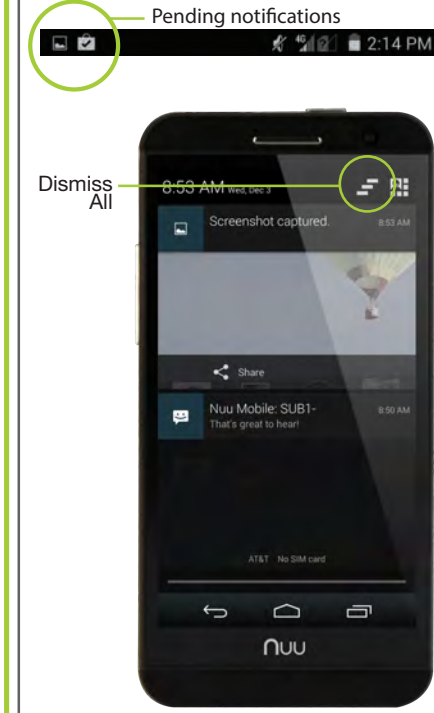 Pending notifications
4G
2:14 PM
Dismiss
All
8:53 AM Wed, Dec 3
Screenshot captured.
8:53 AM
Share
Nuu Mobile: SUB1-
8:50 AM
That's great to hear!
AT&T No SIM card
nuu